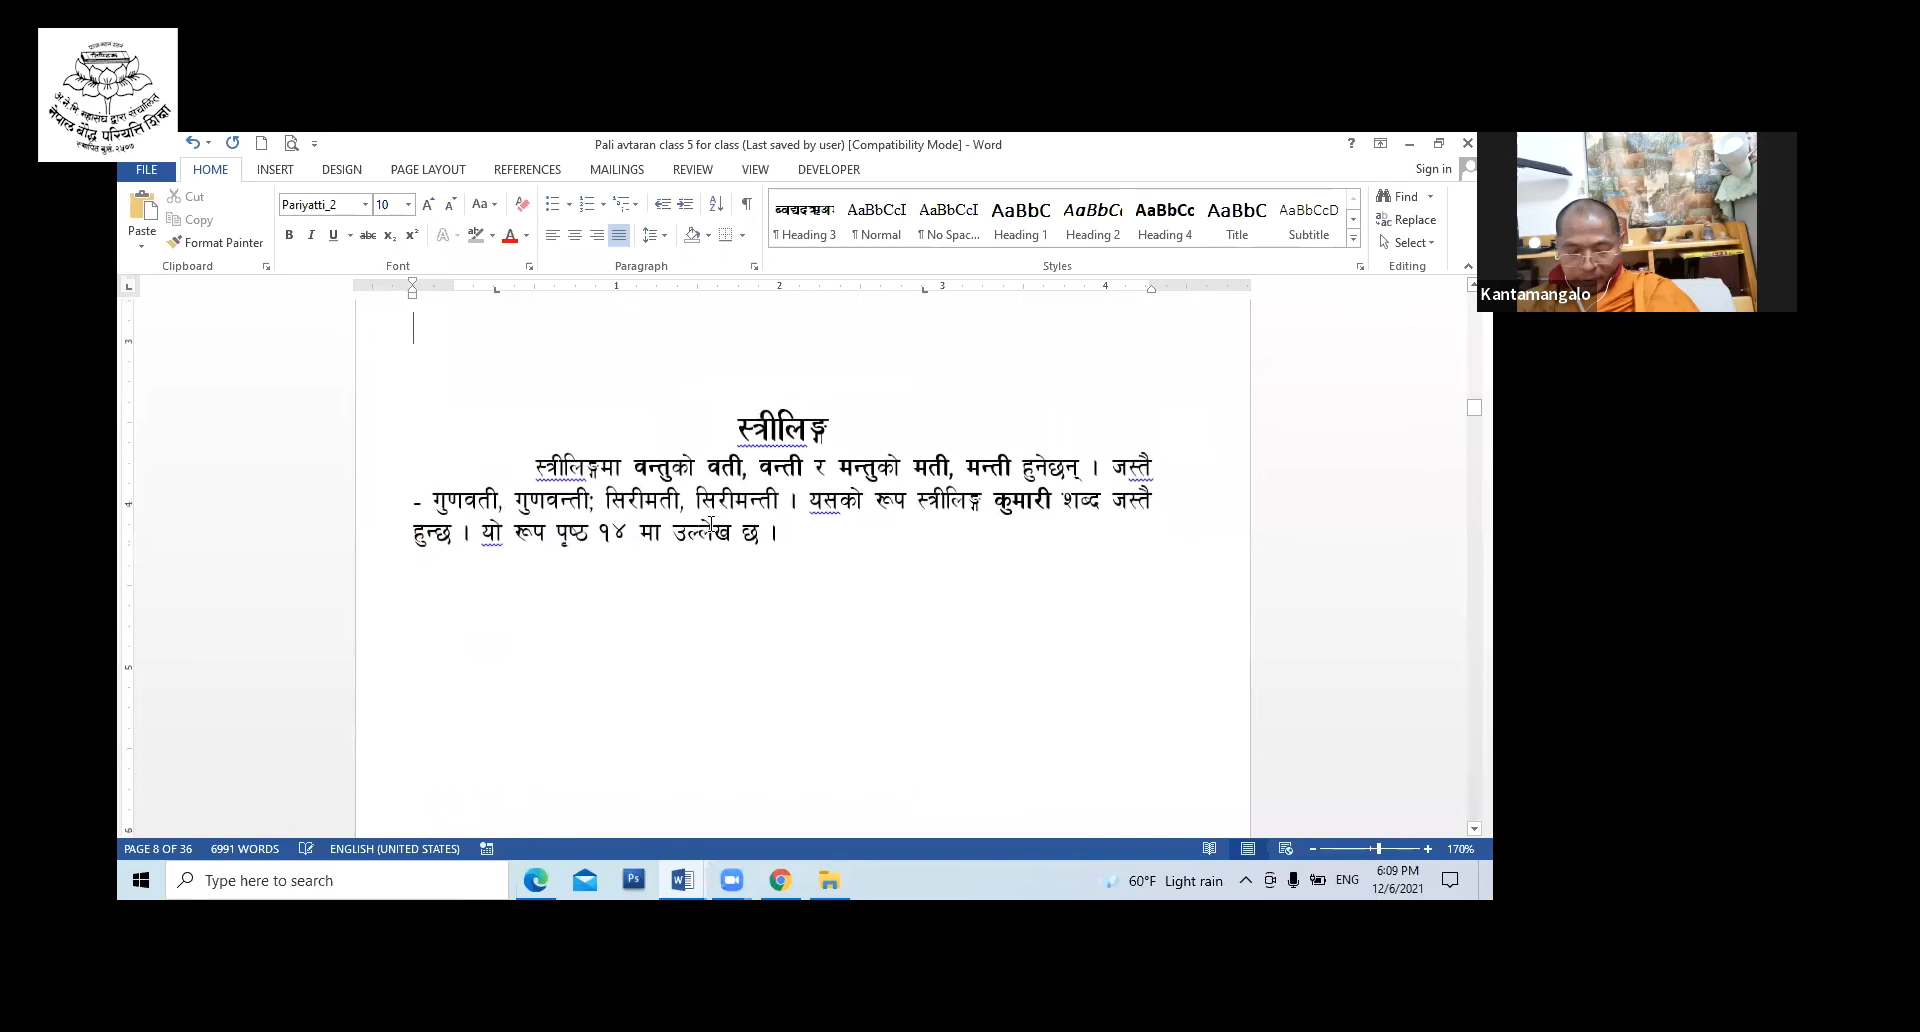 अ.ने.भि. महासंघ द्वारा संचालित
नेपाल बौद्ध परियत्ति शिक्षा
Pali avtaran class 5 for class (Last saved by user) [Compatibility Mode] - Word
FILE HOME INSERT DESIGN PAGE LAYOUT REFERENCES MAILINGS REVIEW VIEW DEVELOPER Sign in
Cut
Copy
Format Painter
Paste
Pariyatti_2 10
Clipboard Font Paragraph Styles Editing
AaBbCcI AaBbCcI AaBbC AaBbC AaBbCc AaBbC AaBbCcD
¶ Heading 3 ¶ Normal ¶ No Spac... Heading 1 Heading 2 Heading 4 Title Subtitle
Find
Replace
Select
Kantamangalo
स्त्रीलिङ्ग
स्त्रीलिङ्गमा वन्तुको वती, वन्ती र मन्तुको मती, मन्ती हुनेछन् । जस्तै
- गुणवती, गुणवन्ती; सिरीमती, सिरीमन्ती । यसको रूप स्त्रीलिङ्ग कुमारी शब्द जस्तै
हुन्छ । यो रूप पृष्ठ १४ मा उल्लेख छ ।
PAGE 8 OF 36 6991 WORDS ENGLISH (UNITED STATES) 170%
Type here to search
60°F Light rain ENG 6:09 PM
12/6/2021